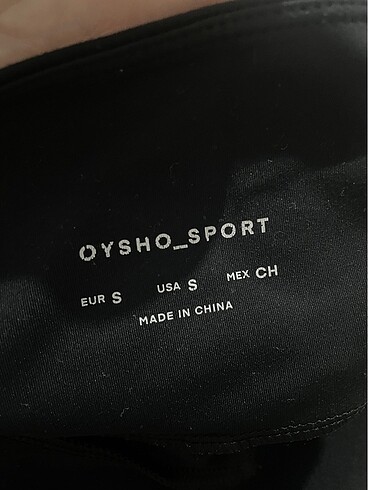 OYSHO_SPORT
EUR S USA S MEX CH
MADE IN CHINA